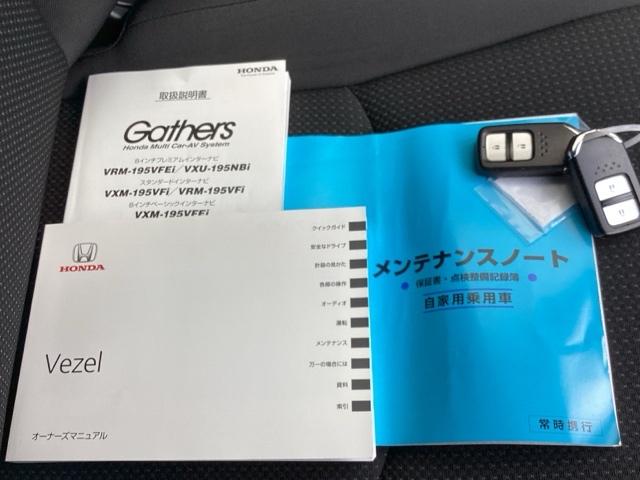 HONDA
取扱説明書
Gathers
Honda Multi Car-AV System
8インチプレミアムインターナビ
VRM-195VFEi/VXU-195NBi
スタンダードインターナビ
VXM-195VFi/VRM-195VFi
8インチベーシックインターナビ
VXM-195VFEi
HONDA
Vezel
オーナーズマニュアル
クイックガイド
安全なドライブ
計器の見かた
各部の操作
オーディオ
運転
メンテナンス
万一の場合には
資料
索引
メンテナンスノート
保証書・点検整備記録簿
自家用乗用車
常時携行